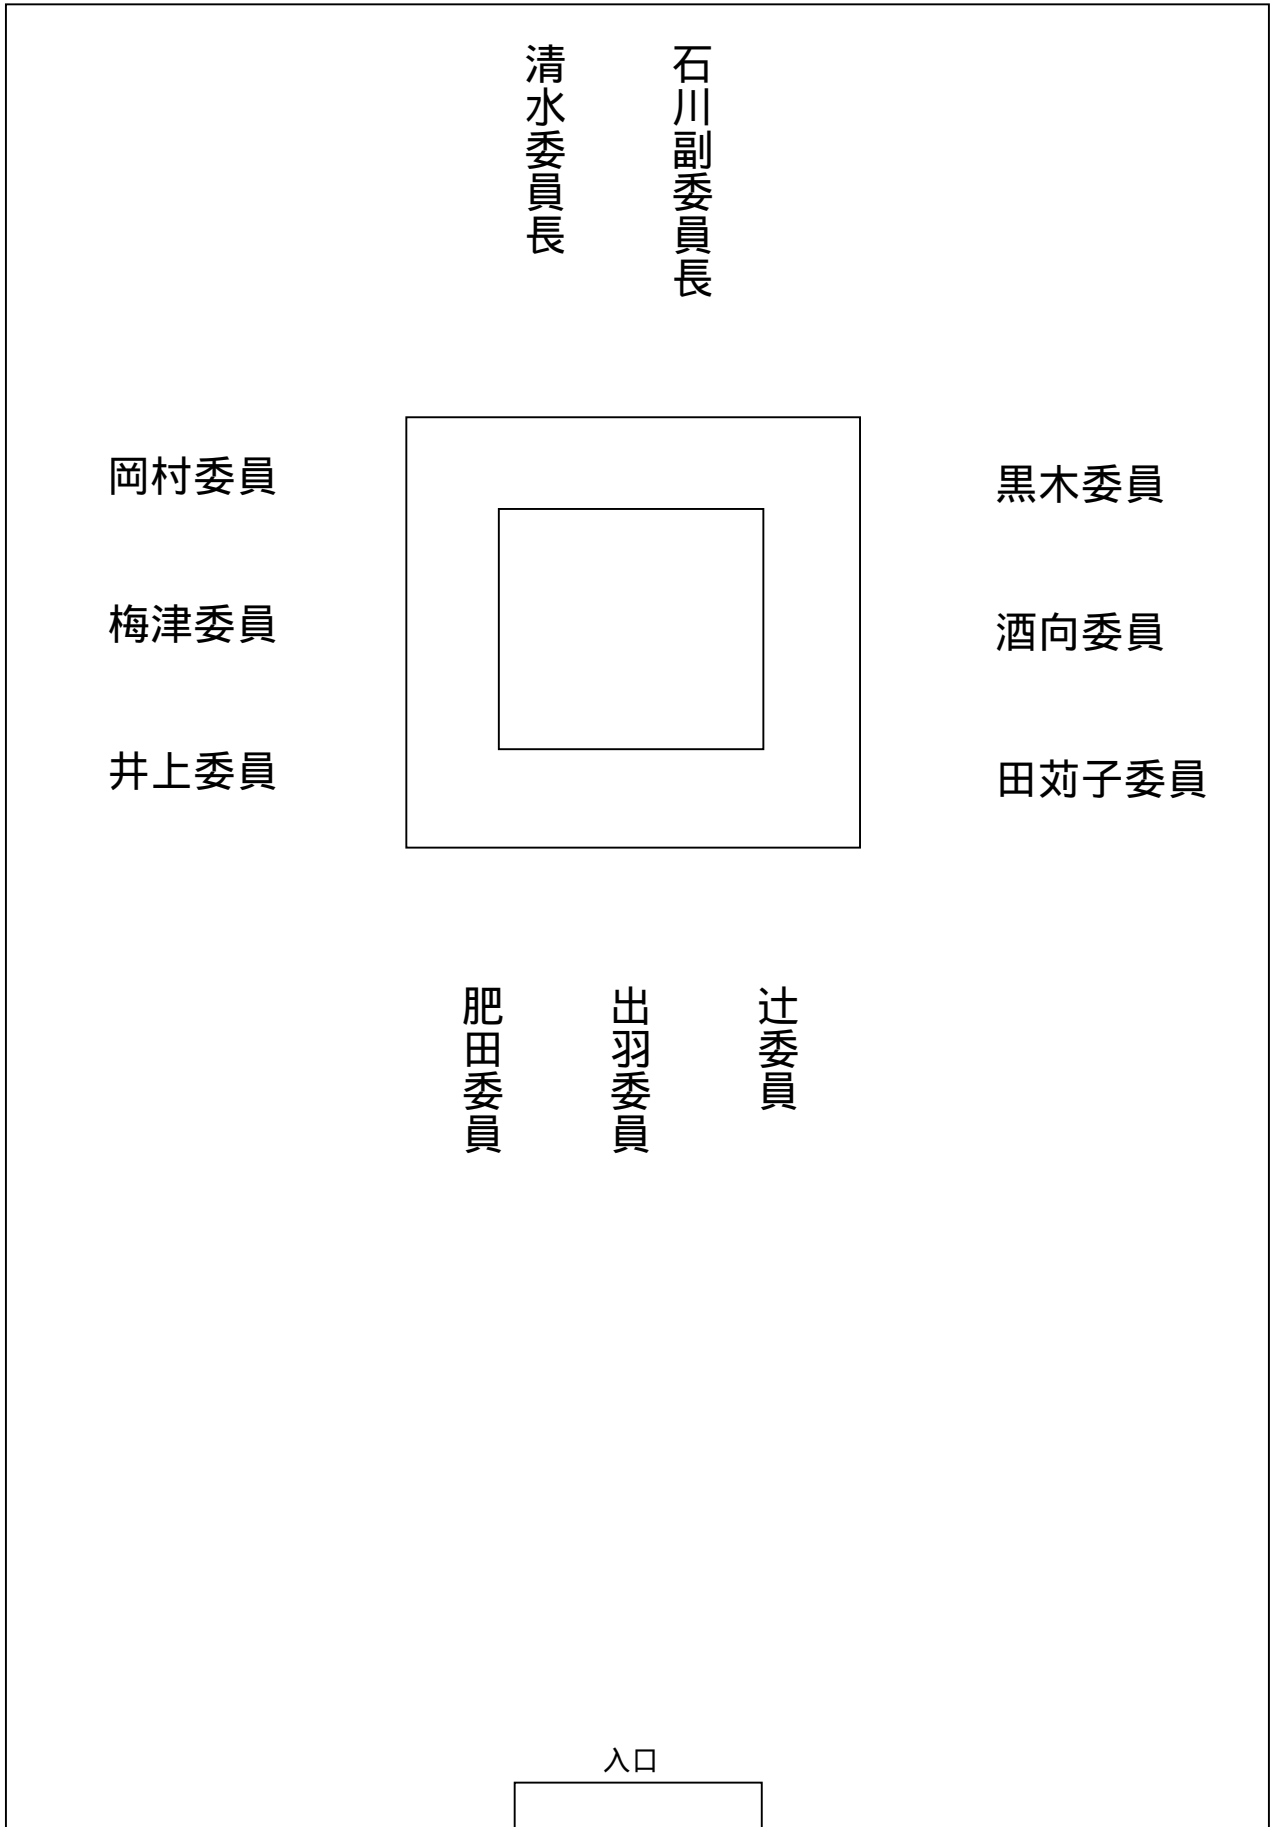 石川副委員長
清水委員長
岡村委員
黒木委員
梅津委員
酒向委員
井上委員
田苅子委員
辻委員
出羽委員
肥田委員
入口